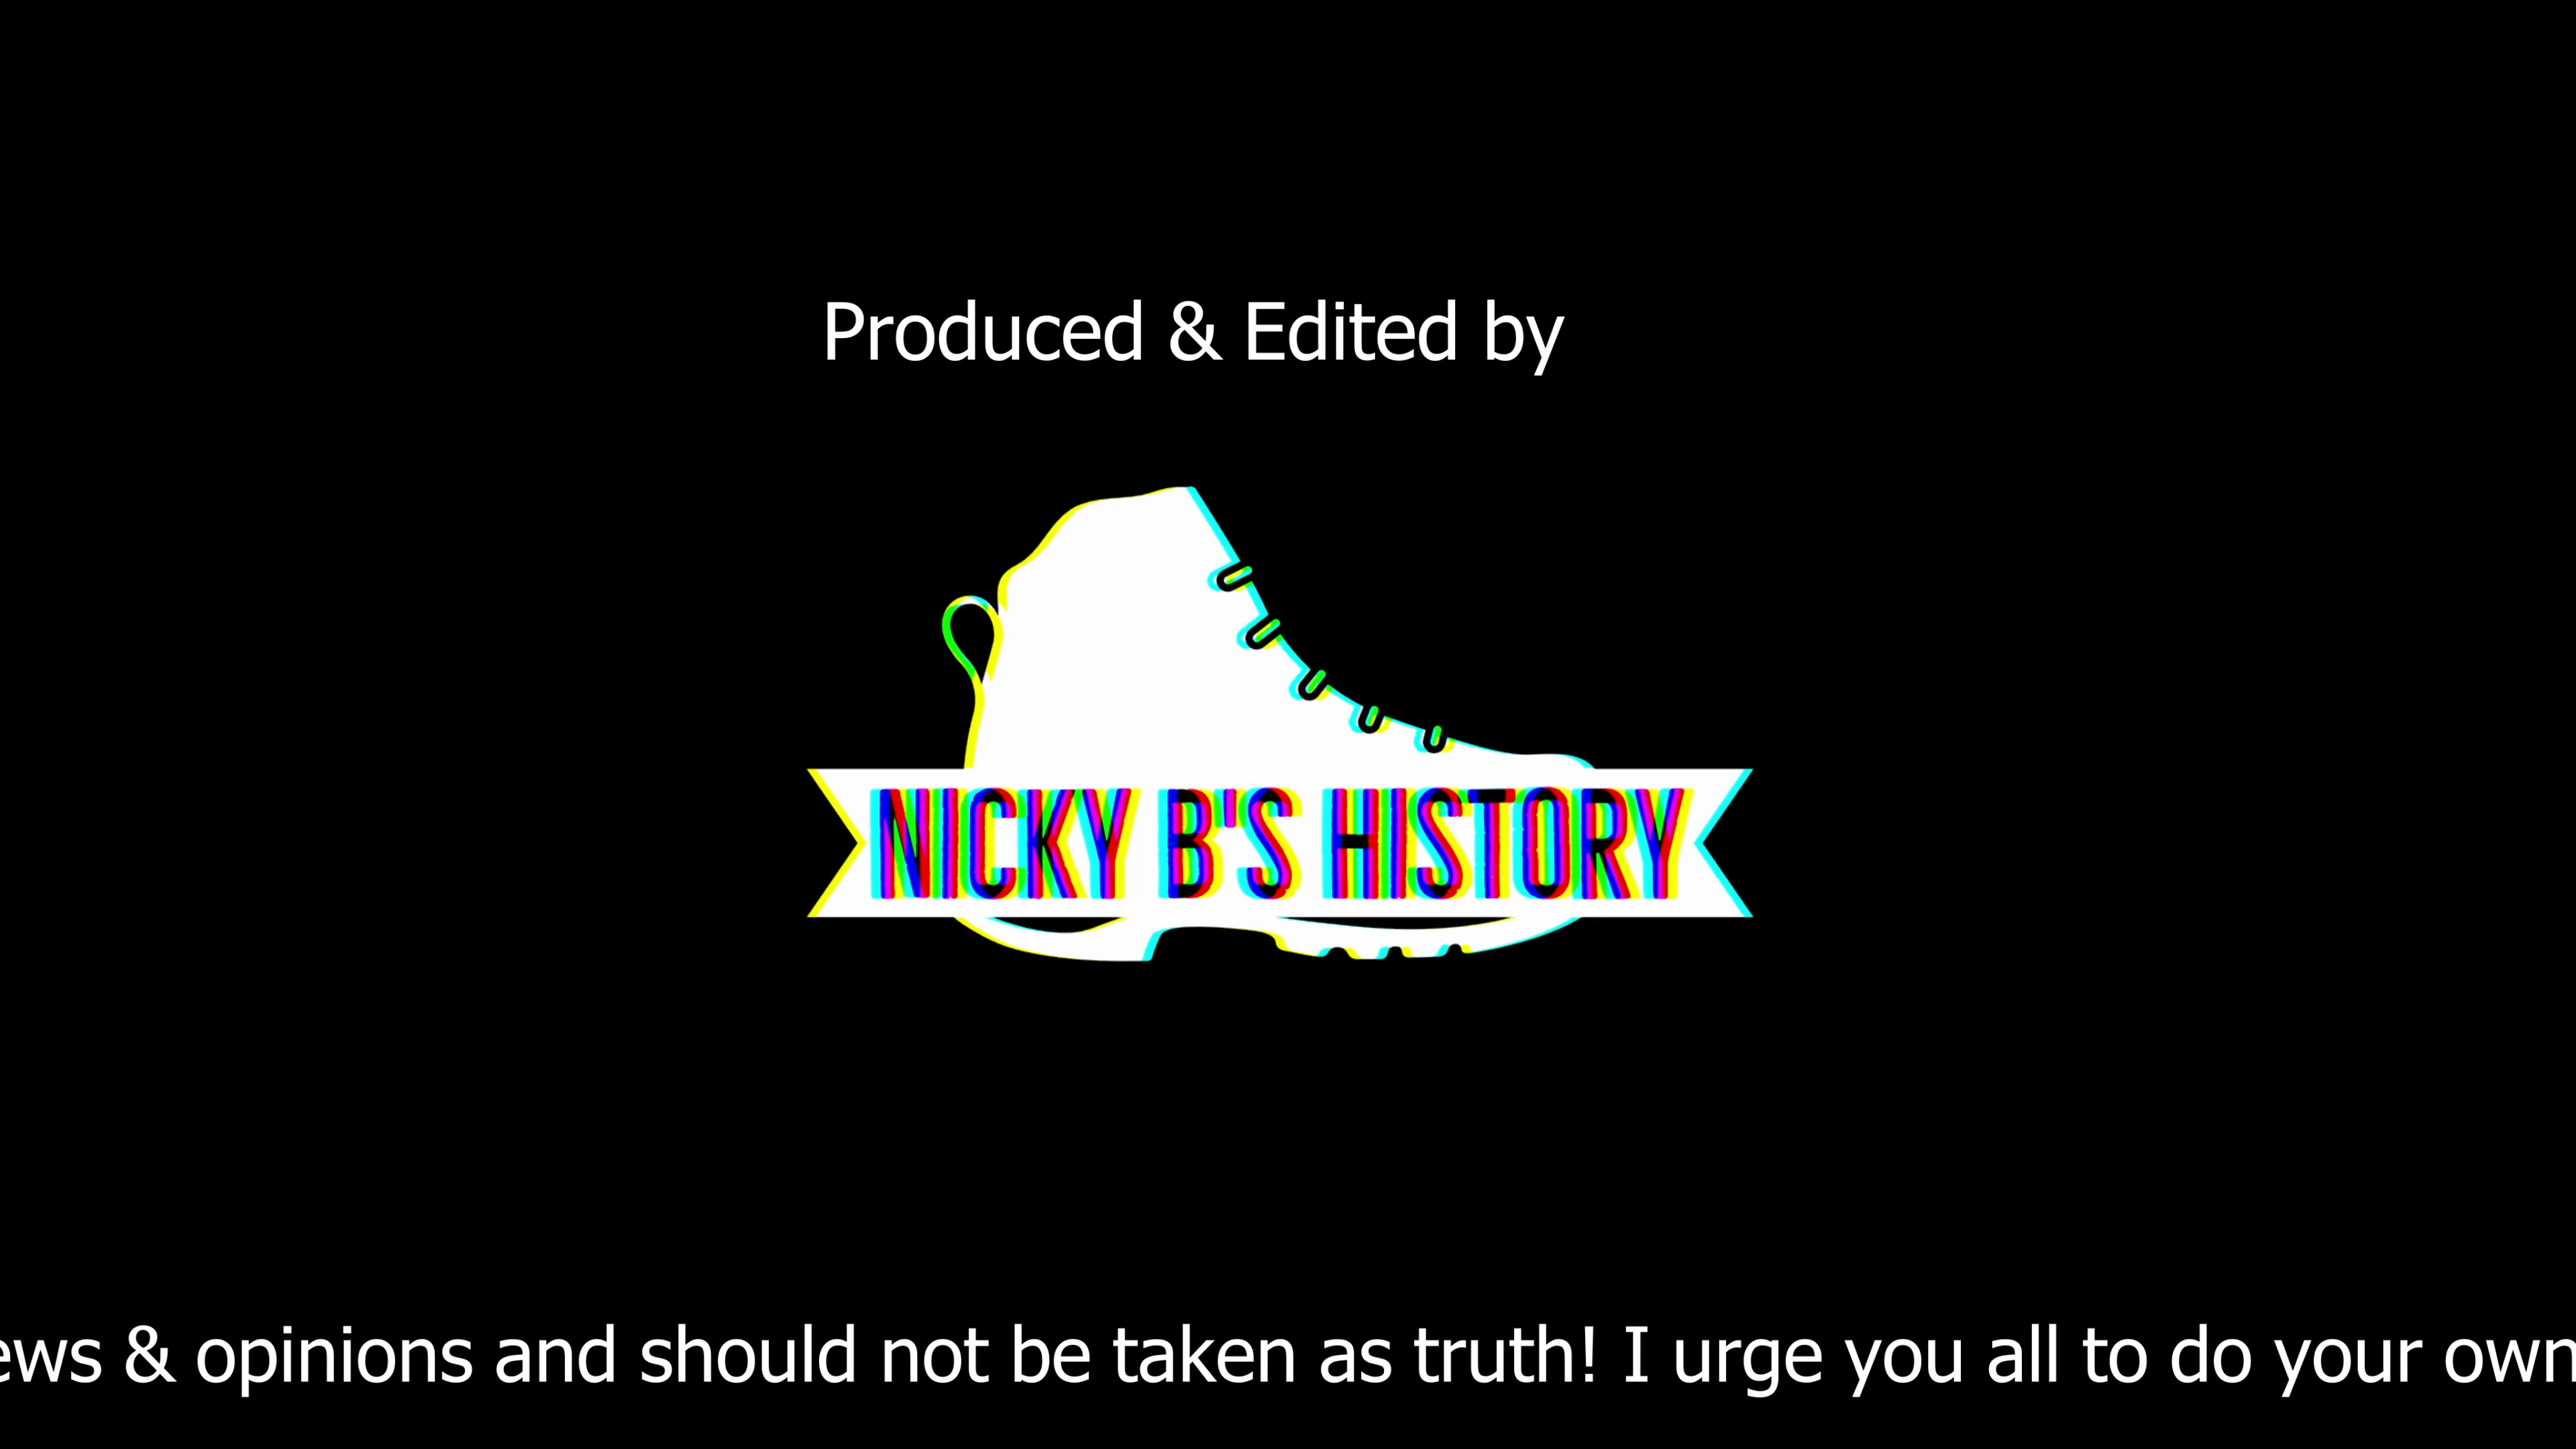 Produced & Edited by
NICKY B'S HISTORY
& opinions and should not be taken as truth! I urge you all to do your own